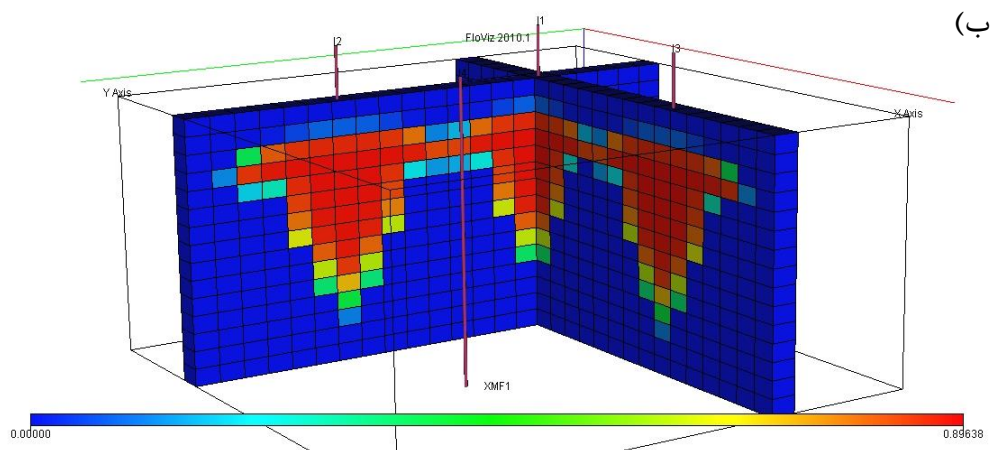 ب)
I1
FloViz 2010.1
I2
I3
Y Axis
X Axis
XMF1
0.00000
0.89638